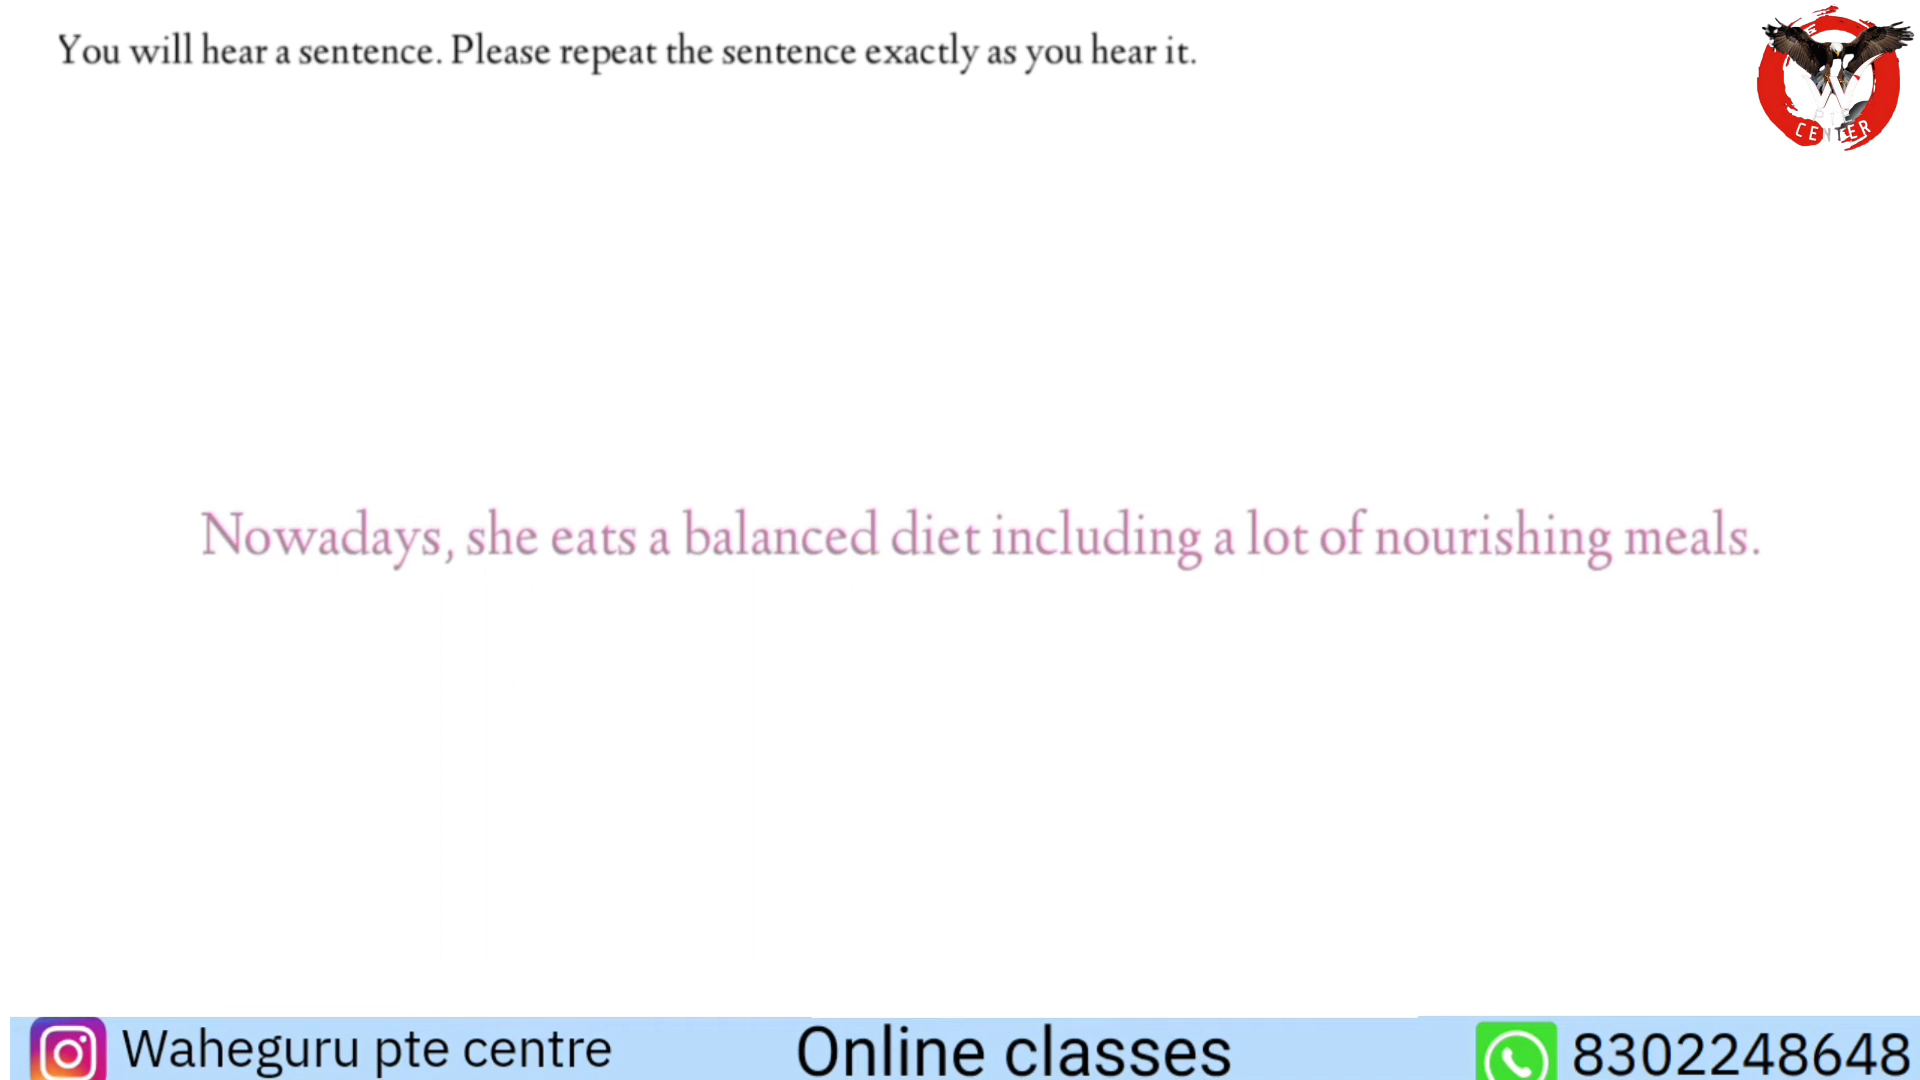 You will hear a sentence. Please repeat the sentence exactly as you hear it.
CENTER
Nowadays, she eats a balanced diet including a lot of nourishing meals.
Waheguru pte centre
Online classes
8302248648